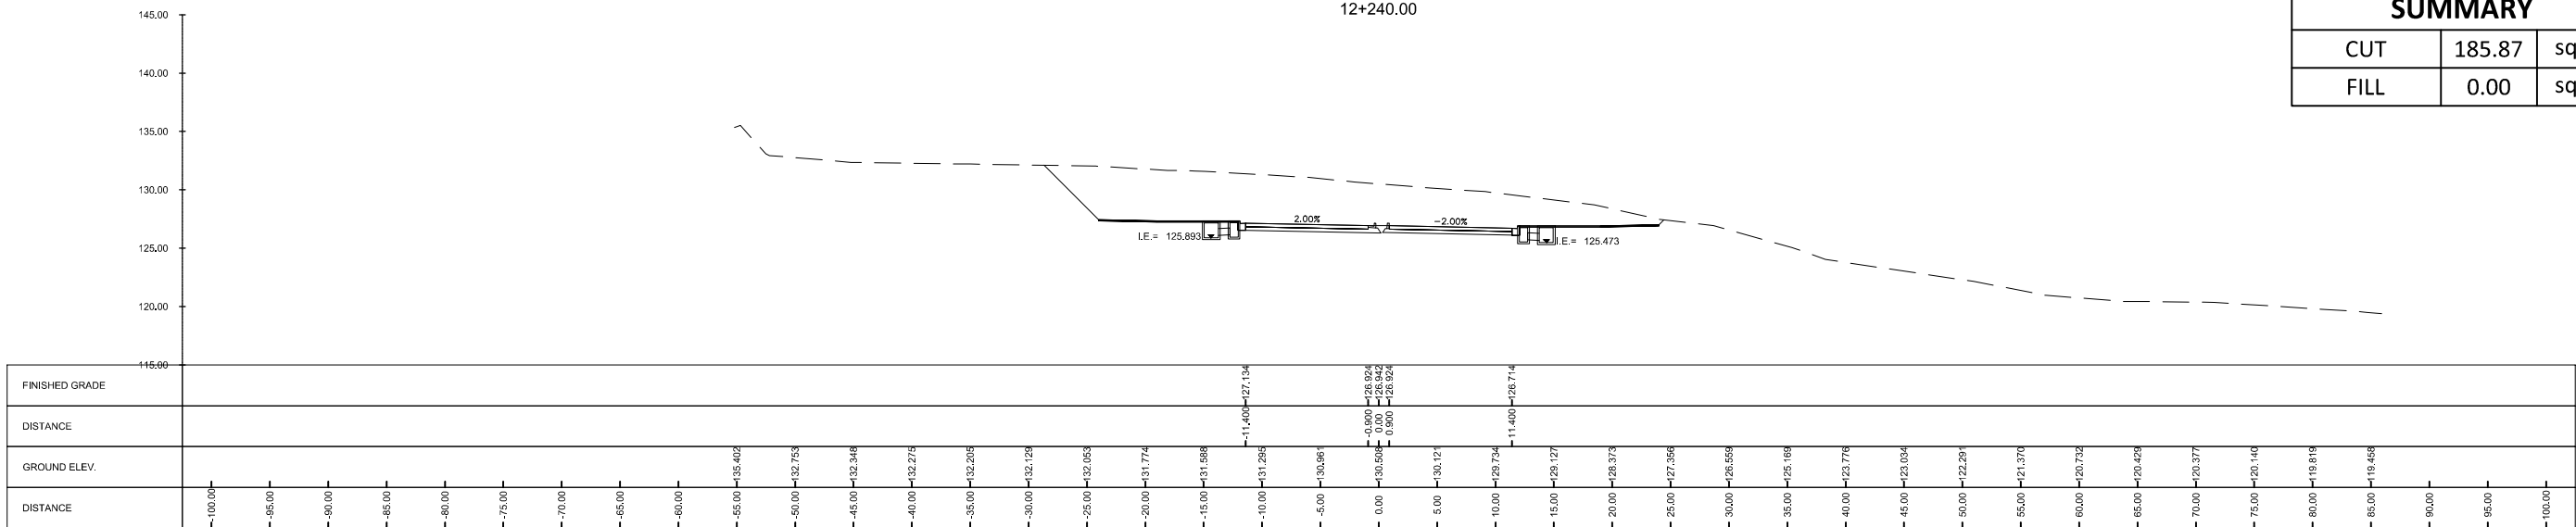 12+240.00
SUMMARY
CUT 185.87 sq
FILL 0.00 sq
145.00
140.00
135.00
130.00
125.00
120.00
115.00
2.00% -2.00%
I.E.= 125.893 I.E.= 125.473
FINISHED GRADE 127.134 126.924 126.942 126.924 126.714
DISTANCE -11.400 -0.900 0.00 0.900 11.400
GROUND ELEV. 135.402 132.753 132.348 132.275 132.205 132.129 132.053 131.774 131.588 131.295 130.961 130.508 130.121 129.734 129.127 128.373 127.356 126.559 125.169 123.776 123.034 122.291 121.370 120.732 120.429 120.377 120.140 119.819 119.458
DISTANCE -100.00 -95.00 -90.00 -85.00 -80.00 -75.00 -70.00 -65.00 -60.00 -55.00 -50.00 -45.00 -40.00 -35.00 -30.00 -25.00 -20.00 -15.00 -10.00 -5.00 0.00 5.00 10.00 15.00 20.00 25.00 30.00 35.00 40.00 45.00 50.00 55.00 60.00 65.00 70.00 75.00 80.00 85.00 90.00 95.00 100.00